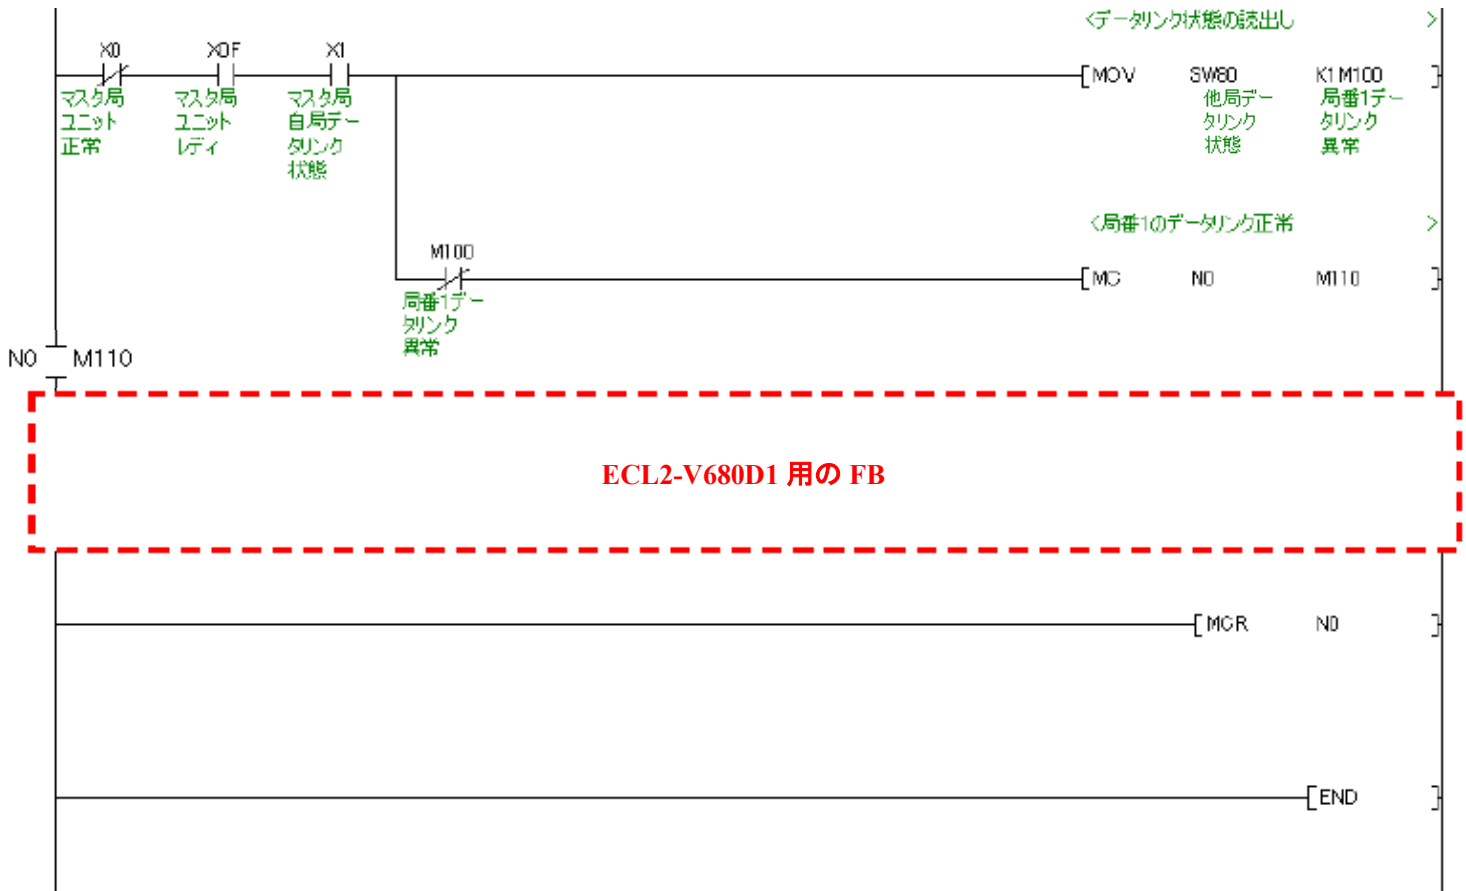 <データリンク状態の読出し >
X0 X0F X1
[MOV SW80 K1M100 ]
マスタ局
ユニット
正常
マスタ局
ユニット
レディ
マスタ局
自局デー
タリンク
状態
他局デー
タリンク
状態
局番1デー
タリンク
異常
<局番1のデータリンク正常 >
M100
[MC N0 M110 ]
局番1デー
タリンク
異常
N0 M110
ECL2-V680D1 用の FB
[MCR N0 ]
[END ]